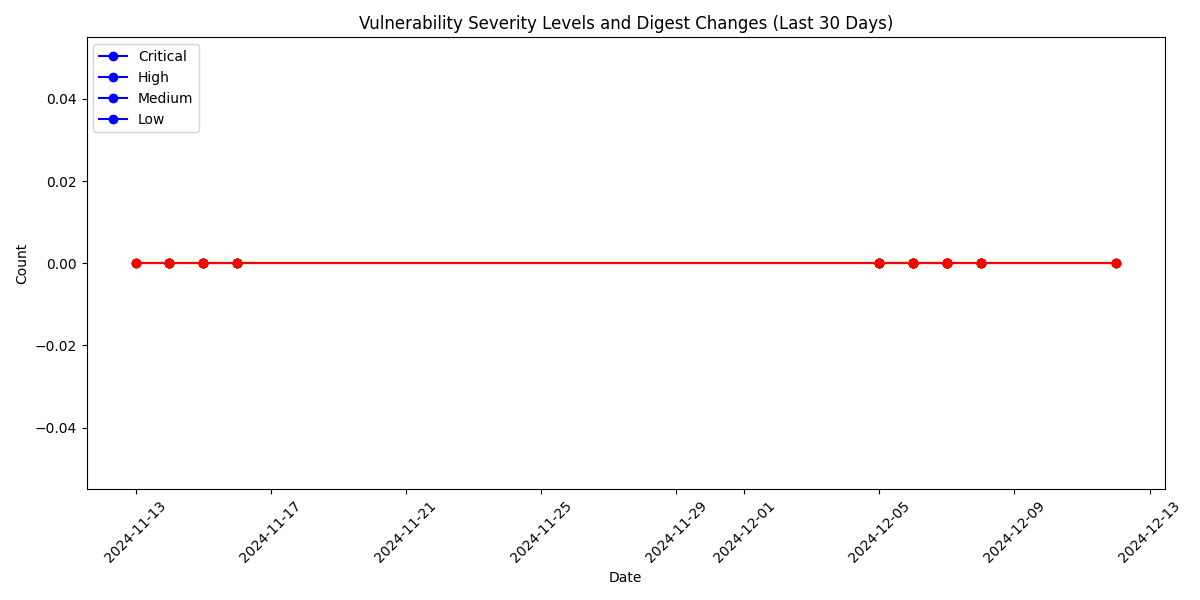 Vulnerability Severity Levels and Digest Changes (Last 30 Days)
Critical
High
Medium
Low
0.04
0.02
0.00
−0.02
−0.04
Count
2024-11-13
2024-11-17
2024-11-21
2024-11-25
2024-11-29
2024-12-01
2024-12-05
2024-12-09
2024-12-13
Date